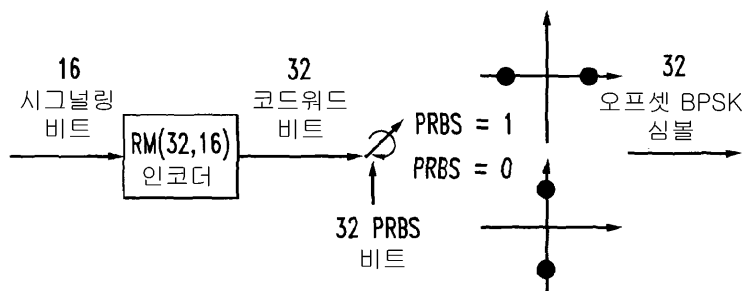 16
시그널링
비트
RM(32,16)
인코더
32
코드워드
비트
PRBS = 1
PRBS = 0
32 PRBS
비트
32
오프셋 BPSK
심볼